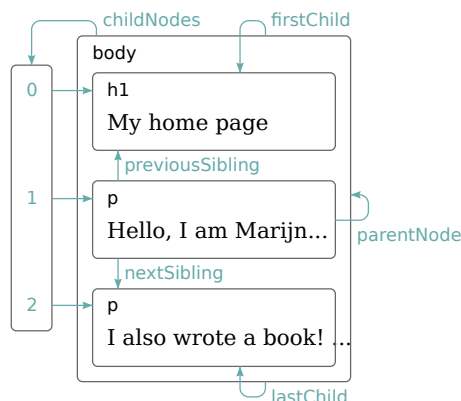 childNodes
firstChild
body
0
h1
My home page
previousSibling
1
p
Hello, I am Marijn...
parentNode
nextSibling
2
p
I also wrote a book! ...
lastChild